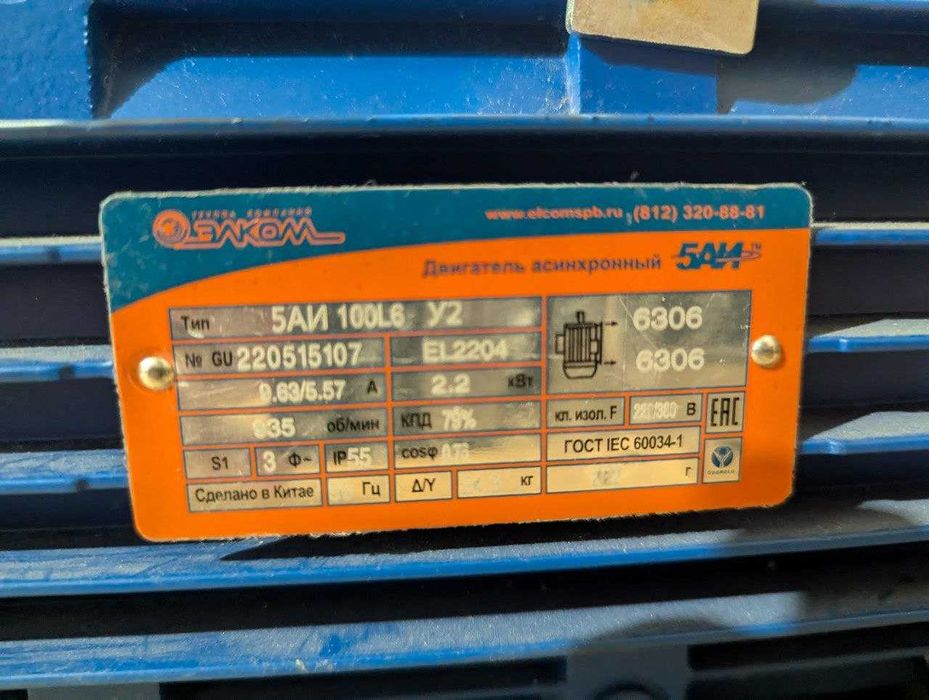 ГРУППА КОМПАНИЙ
ЭЛКОМ
www.elcomspb.ru , (812) 320-88-81
Двигатель асинхронный 5АИ™
Тип 5АИ 100L6 У2
6306
№ GU 220515107 EL2204
6306
9.63/5.57 А 2.2 кВт
935 об/мин КПД 79% кл. изол. F 220/380 В EAC
S1 3 Ф~ IP55 cosφ 0.76 ГОСТ IEC 60034-1
Сделано в Китае Гц Δ/Y кг г